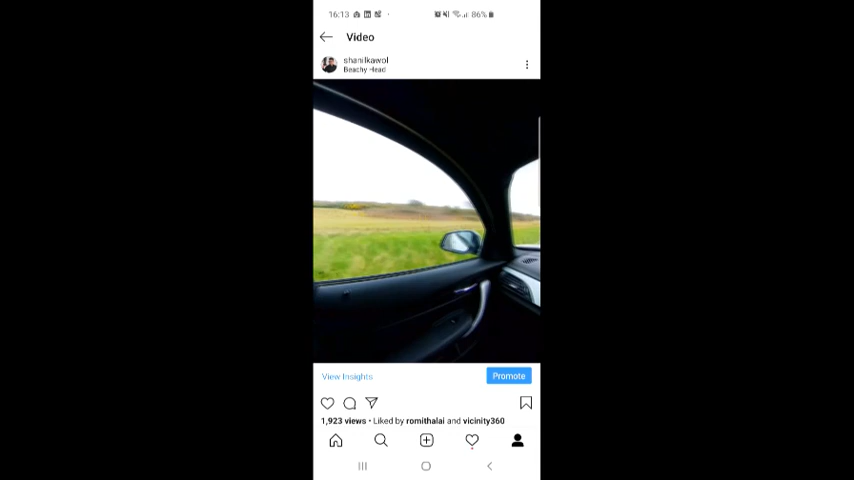 16:13 86%
Video
shanilkawol
Beachy Head
View Insights Promote
1,923 views • Liked by romithalai and vicinity360